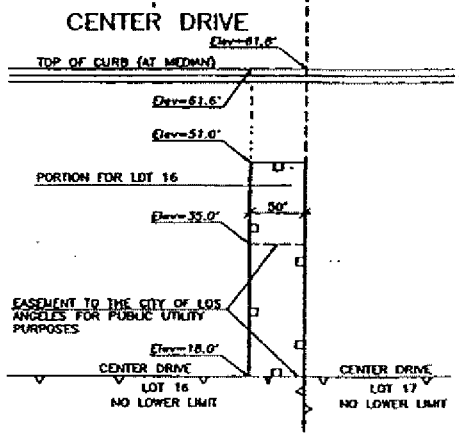 CENTER DRIVE
Elev=61.6'
TOP OF CURB (AT MEDIAN)
Elev=61.6'
Elev=51.0'
PORTION FOR LOT 16
50'
Elev=35.0'
EASEMENT TO THE CITY OF LOS
ANGELES FOR PUBLIC UTILITY
PURPOSES
Elev=18.0'
CENTER DRIVE
CENTER DRIVE
LOT 16
LOT 17
NO LOWER LIMIT
NO LOWER LIMIT